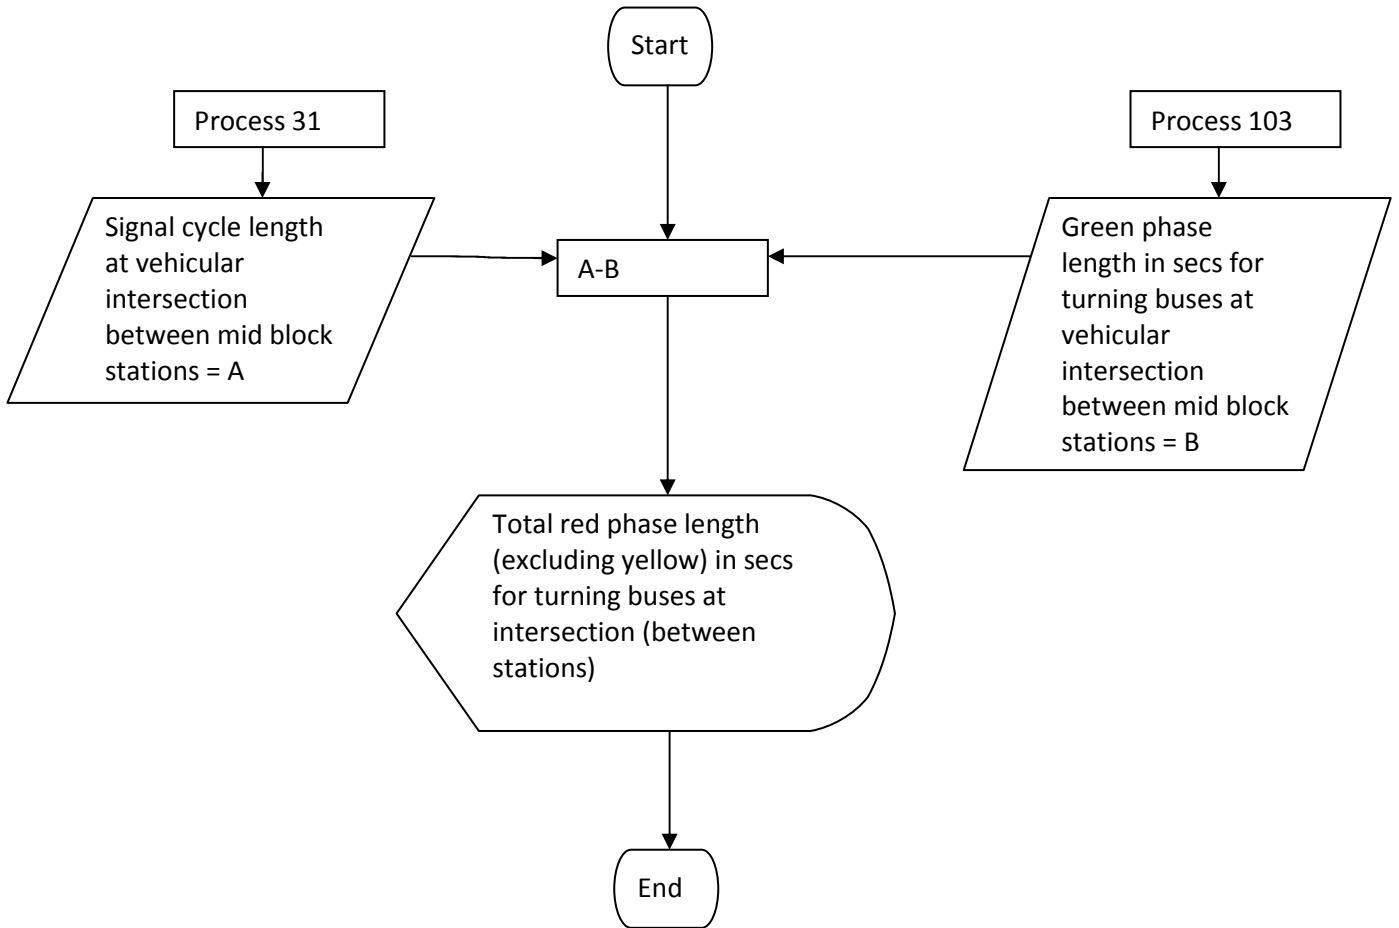 Start
Process 31
Process 103
Signal cycle length
at vehicular
intersection
between mid block
stations = A
A-B
Green phase
length in secs for
turning buses at
vehicular
intersection
between mid block
stations = B
Total red phase length
(excluding yellow) in secs
for turning buses at
intersection (between
stations)
End